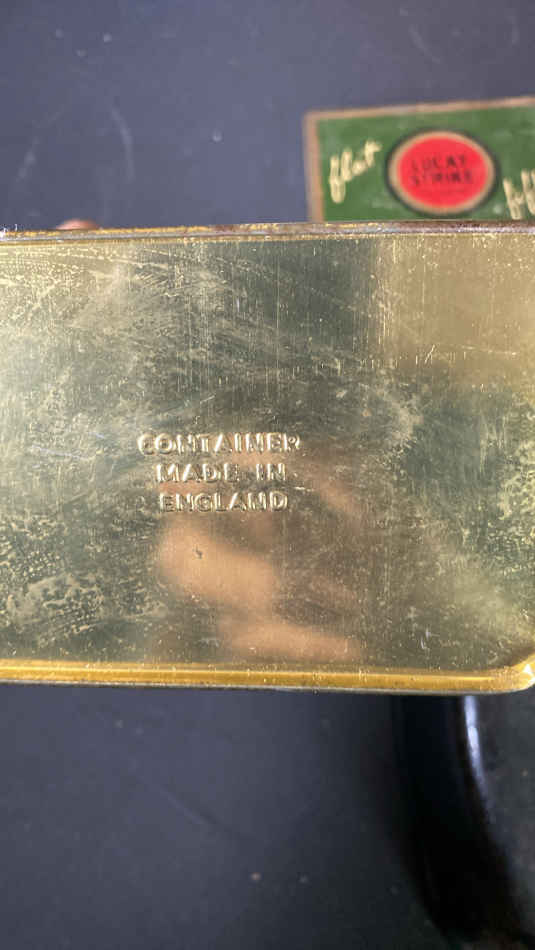 flat
LUCKY
STRIKE
CONTAINER
MADE IN
ENGLAND